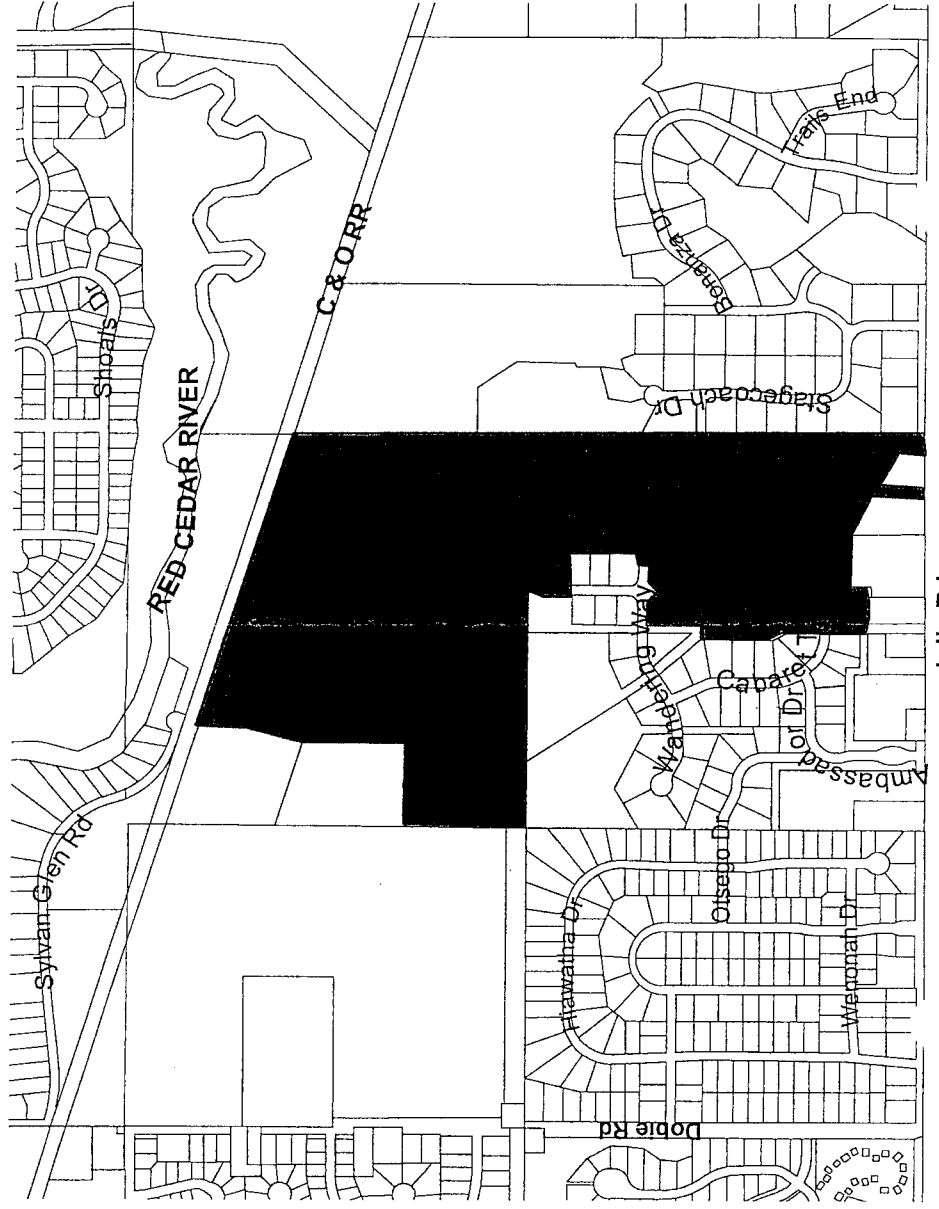 Trails End
Bonanza Dr
C & O RR
Shoals Dr
Stagecoach Dr
RED CEDAR RIVER
Wandering Way
Cabaret
Ambassador Dr
Otsego Dr
Sylvan Glen Rd
Hiawatha Dr
Wenonah Dr
Dobie Rd